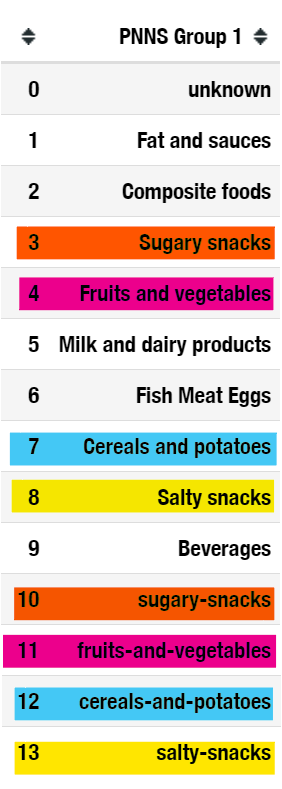 PNNS Group 1
0 unknown
1 Fat and sauces
2 Composite foods
3 Sugary snacks
4 Fruits and vegetables
5 Milk and dairy products
6 Fish Meat Eggs
7 Cereals and potatoes
8 Salty snacks
9 Beverages
10 sugary-snacks
11 fruits-and-vegetables
12 cereals-and-potatoes
13 salty-snacks